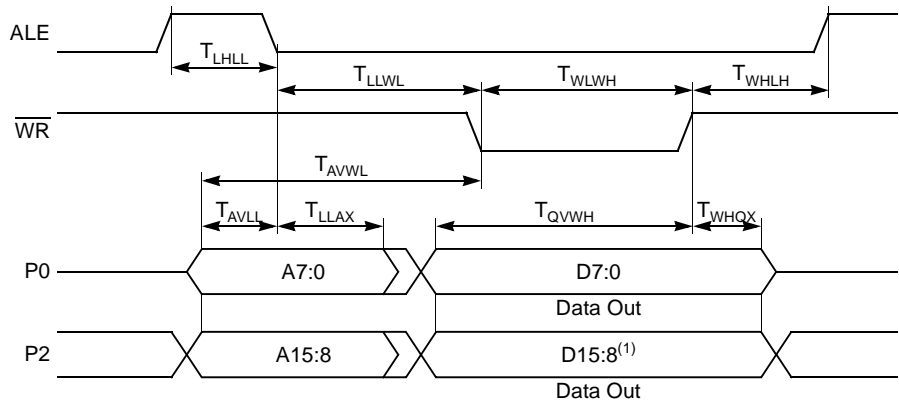 ALE
T_LHLL
T_LLWL T_WLWH T_WHLH
WR
T_AVWL
T_AVLL T_LLAX T_QVWH T_WHQX
P0 A7:0 D7:0
Data Out
P2 A15:8 D15:8(1)
Data Out